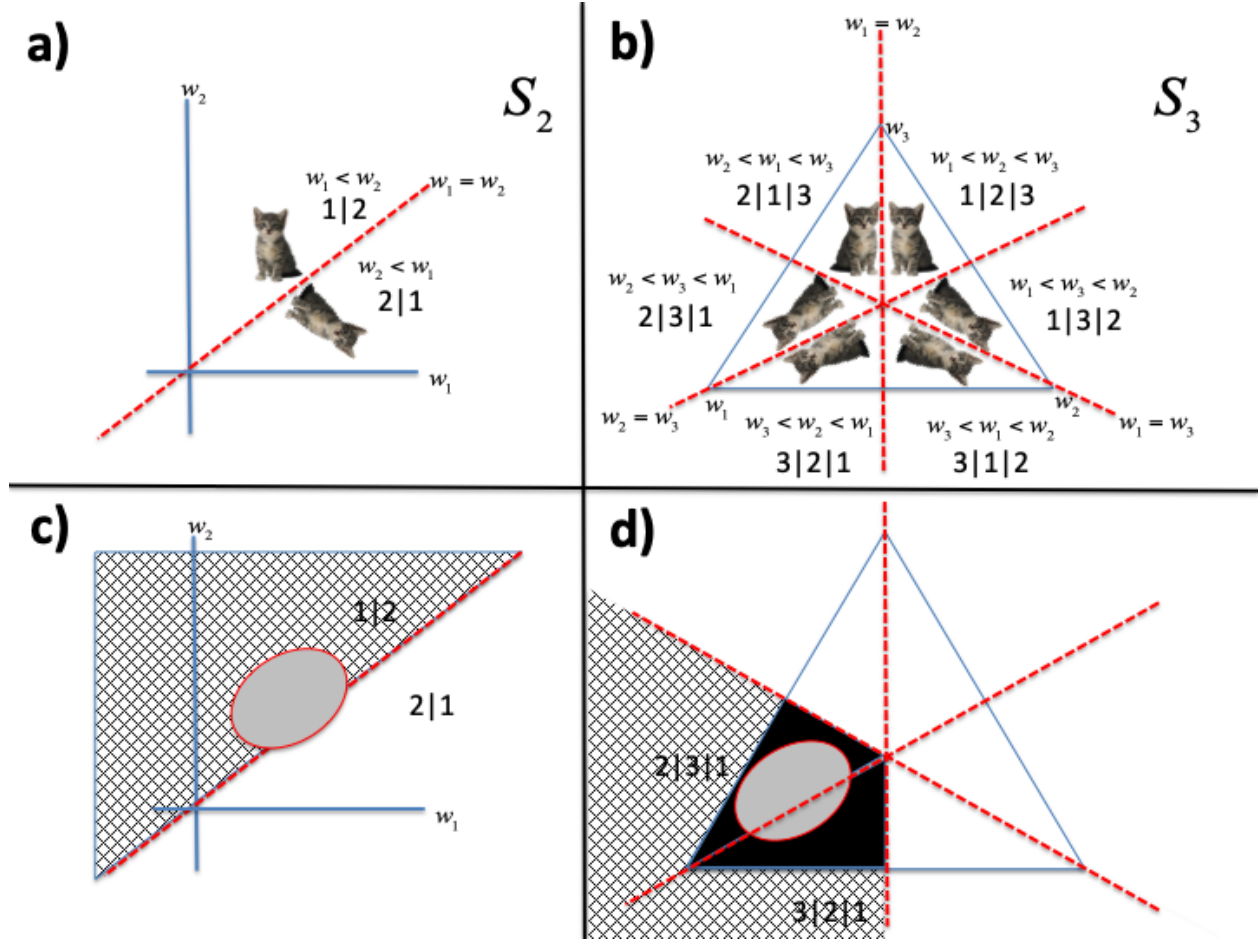 a)
S₂
w₂
w₁ < w₂
1|2
w₁ = w₂
w₂ < w₁
2|1
w₁
b)
w₁ = w₂
S₃
w₃
w₂ < w₁ < w₃
2|1|3
w₁ < w₂ < w₃
1|2|3
w₂ < w₃ < w₁
2|3|1
w₁ < w₃ < w₂
1|3|2
w₂ = w₃
w₁
w₂
w₁ = w₃
w₃ < w₂ < w₁
3|2|1
w₃ < w₁ < w₂
3|1|2
c)
w₂
1|2
2|1
w₁
d)
2|3|1
3|2|1